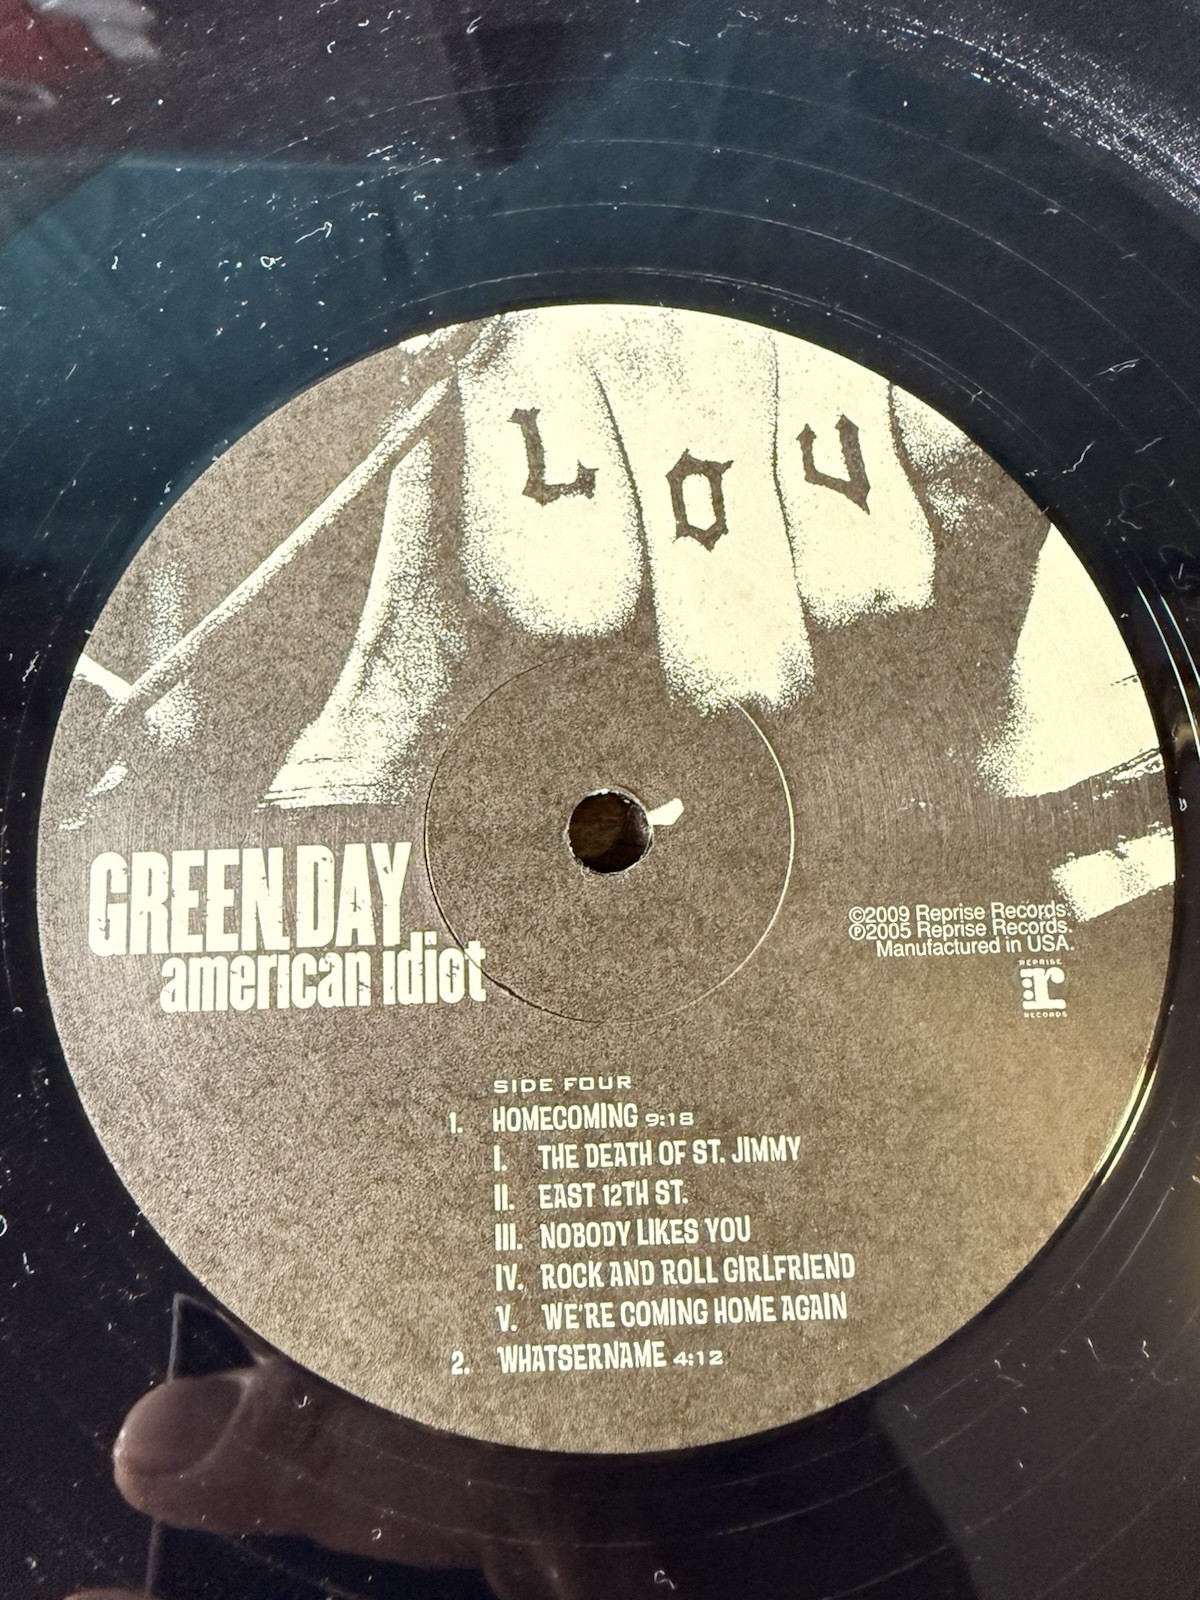 L O V
GREEN DAY
american idiot
©2009 Reprise Records.
℗2005 Reprise Records.
Manufactured in USA.
REPRISE
r
RECORDS
SIDE FOUR
1. HOMECOMING 9:18
I. THE DEATH OF ST. JIMMY
II. EAST 12TH ST.
III. NOBODY LIKES YOU
IV. ROCK AND ROLL GIRLFRIEND
V. WE'RE COMING HOME AGAIN
2. WHATSERNAME 4:12